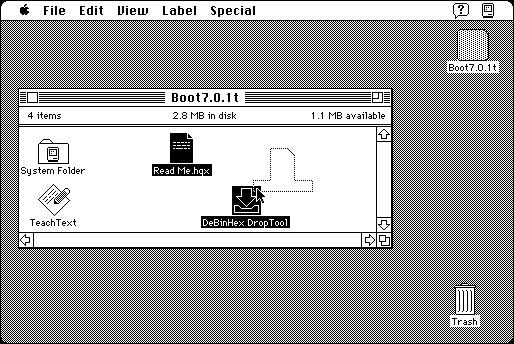 File Edit View Label Special
Boot7.0.1t
Boot7.0.1t
4 items 2.8 MB in disk 1.1 MB available
System Folder
Read Me.hqx
TeachText
DeBinHex DropTool
Trash